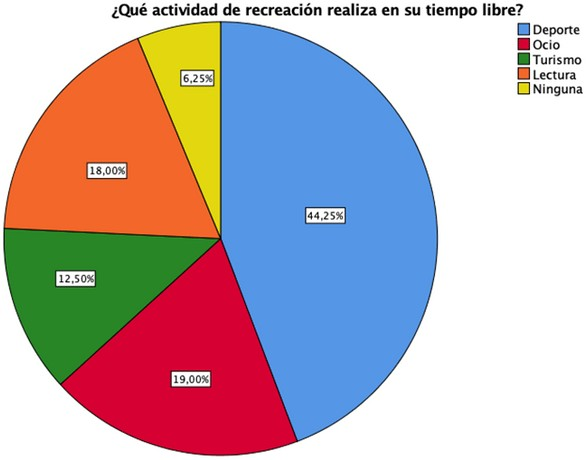 ¿Qué actividad de recreación realiza en su tiempo libre?
Deporte
Ocio
Turismo
Lectura
Ninguna
6,25%
18,00%
44,25%
12,50%
19,00%